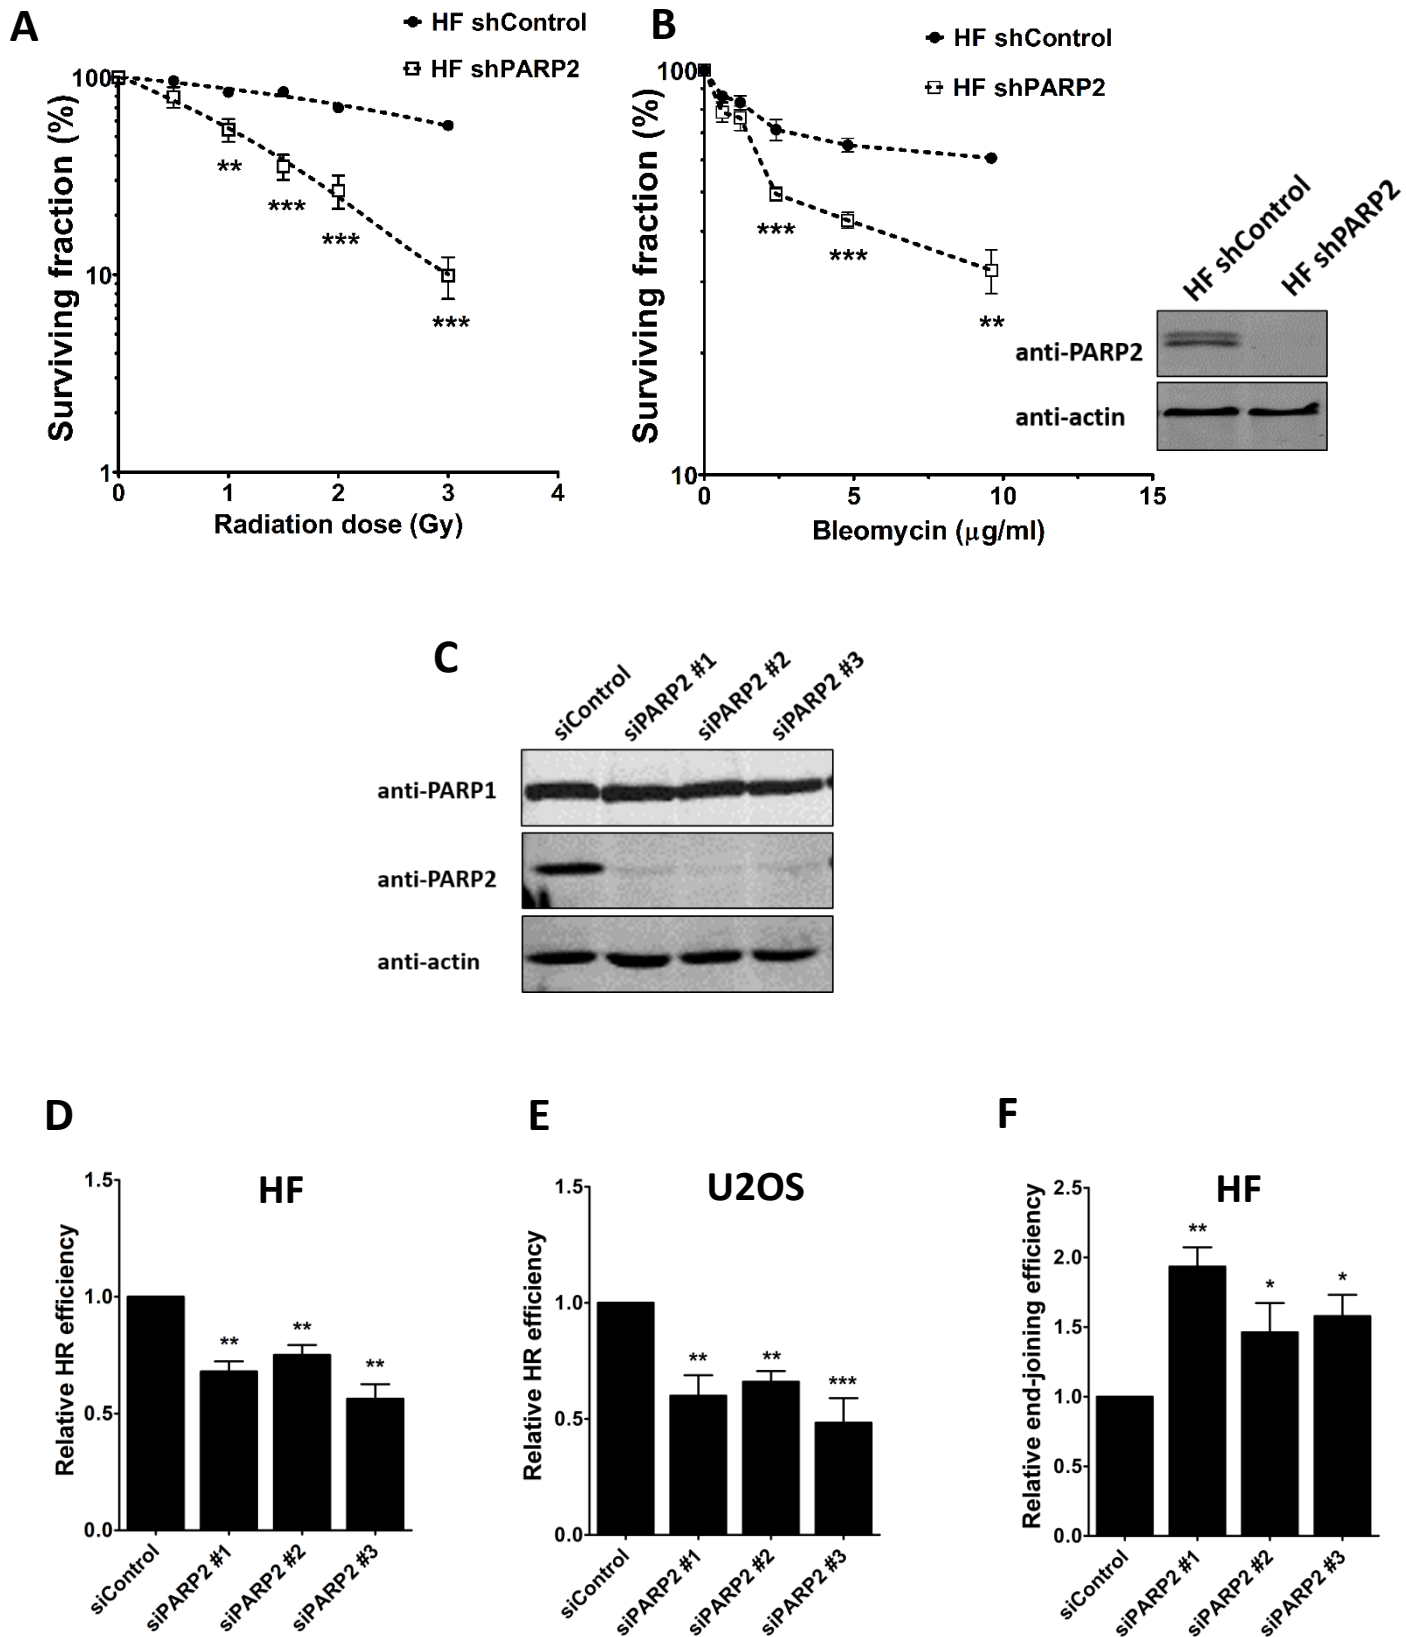 A
HF shControl
HF shPARP2
Surviving fraction (%)
100
10
1
0 1 2 3 4
**
***
***
***
Radiation dose (Gy)
B
HF shControl
HF shPARP2
Surviving fraction (%)
100
10
0 5 10 15
***
***
**
Bleomycin (μg/ml)
HF shControl
HF shPARP2
anti-PARP2
anti-actin
C
siControl
siPARP2 #1
siPARP2 #2
siPARP2 #3
anti-PARP1
anti-PARP2
anti-actin
D
HF
Relative HR efficiency
1.5
1.0
0.5
0.0
**
**
**
siControl
siPARP2 #1
siPARP2 #2
siPARP2 #3
E
U2OS
Relative HR efficiency
1.5
1.0
0.5
0.0
**
**
***
siControl
siPARP2 #1
siPARP2 #2
siPARP2 #3
F
HF
Relative end-joining efficiency
2.5
2.0
1.5
1.0
0.5
0.0
**
*
*
siControl
siPARP2 #1
siPARP2 #2
siPARP2 #3